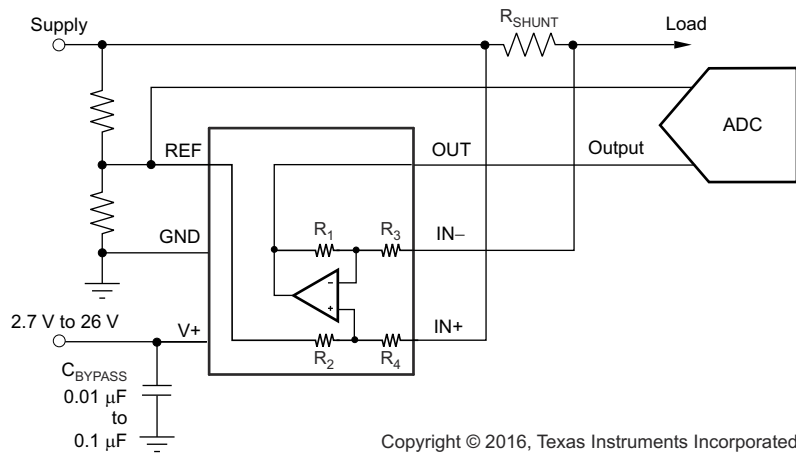 Supply
RSHUNT
Load
ADC
REF
OUT
Output
R1
R3
IN−
GND
−
+
2.7 V to 26 V
V+
R2
R4
IN+
CBYPASS
0.01 µF
to
0.1 µF
Copyright © 2016, Texas Instruments Incorporated